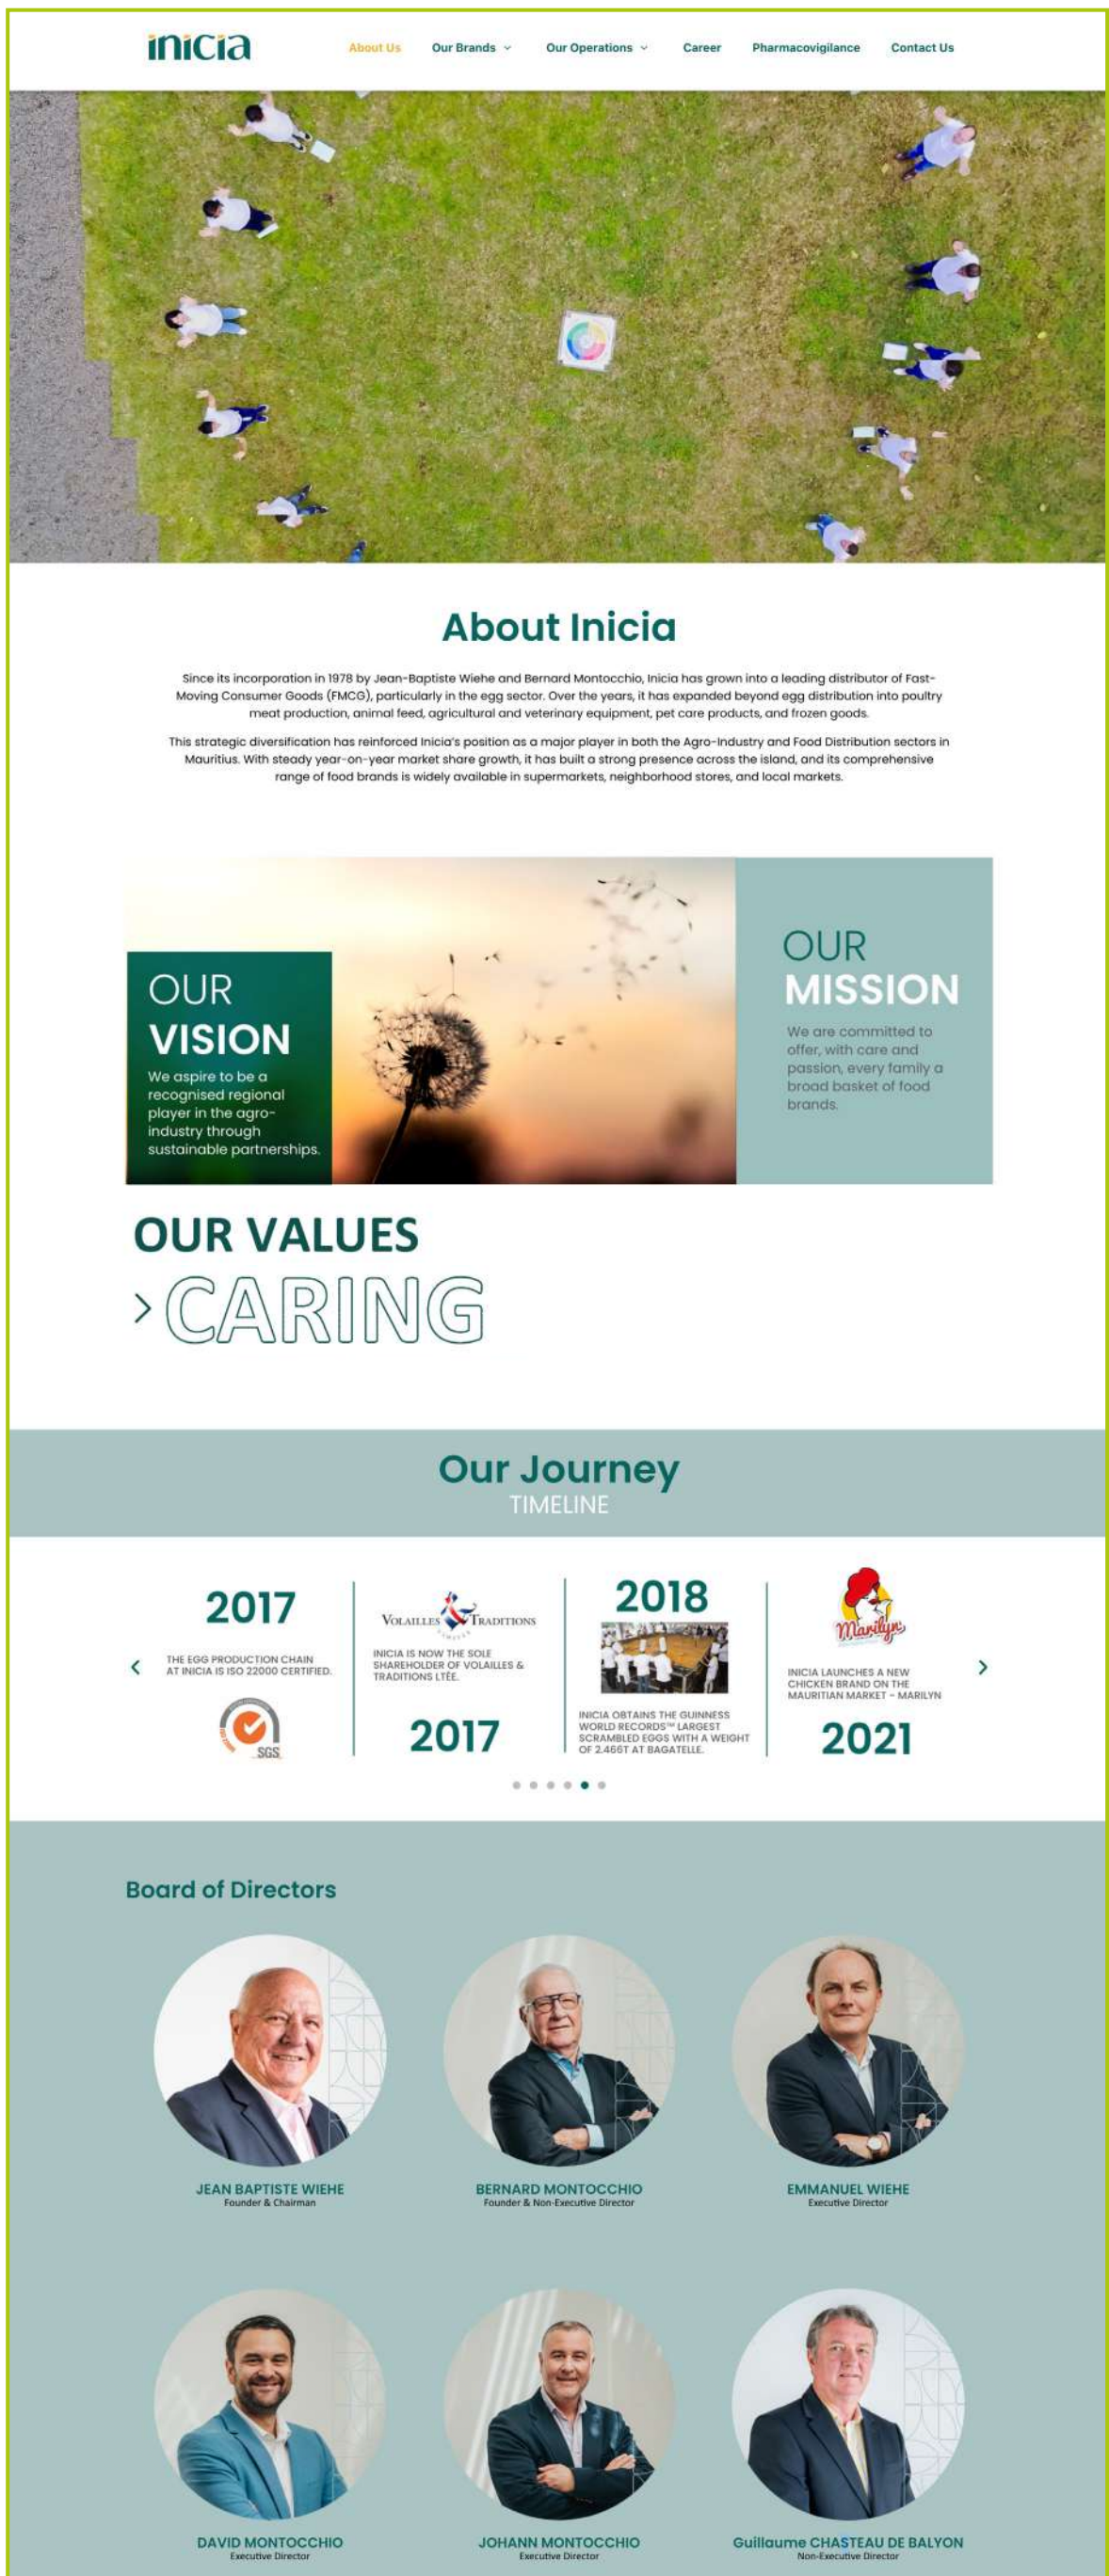 inicia
About Us Our Brands Our Operations Career Pharmacovigilance Contact Us
About Inicia
Since its incorporation in 1978 by Jean-Baptiste Wiehe and Bernard Montocchio, Inicia has grown into a leading distributor of Fast-
Moving Consumer Goods (FMCG), particularly in the egg sector. Over the years, it has expanded beyond egg distribution into poultry
meat production, animal feed, agricultural and veterinary equipment, pet care products, and frozen goods.
This strategic diversification has reinforced Inicia's position as a major player in both the Agro-Industry and Food Distribution sectors in
Mauritius. With steady year-on-year market share growth, it has built a strong presence across the island, and its comprehensive
range of food brands is widely available in supermarkets, neighborhood stores, and local markets.
OUR
VISION
We aspire to be a
recognised regional
player in the agro-
industry through
sustainable partnerships.
OUR
MISSION
We are committed to
offer, with care and
passion, every family a
broad basket of food
brands.
OUR VALUES
CARING
Our Journey
TIMELINE
2017
THE EGG PRODUCTION CHAIN
AT INICIA IS ISO 22000 CERTIFIED.
SGS
VOLAILLES TRADITIONS
INICIA IS NOW THE SOLE
SHAREHOLDER OF VOLAILLES &
TRADITIONS LTÉE.
2017
2018
INICIA OBTAINS THE GUINNESS
WORLD RECORDS™ LARGEST
SCRAMBLED EGGS WITH A WEIGHT
OF 2.466T AT BAGATELLE.
Marilyn
INICIA LAUNCHES A NEW
CHICKEN BRAND ON THE
MAURITIAN MARKET - MARILYN
2021
Board of Directors
JEAN BAPTISTE WIEHE
Founder & Chairman
BERNARD MONTOCCHIO
Founder & Non-Executive Director
EMMANUEL WIEHE
Executive Director
DAVID MONTOCCHIO
Executive Director
JOHANN MONTOCCHIO
Executive Director
Guillaume CHASTEAU DE BALYON
Non-Executive Director